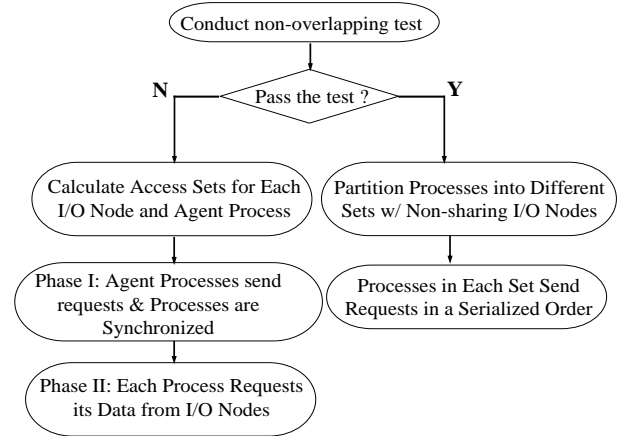 Conduct non-overlapping test
N
Pass the test ?
Y
Calculate Access Sets for Each
I/O Node and Agent Process
Partition Processes into Different
Sets w/ Non-sharing I/O Nodes
Phase I: Agent Processes send
requests & Processes are
Synchronized
Processes in Each Set Send
Requests in a Serialized Order
Phase II: Each Process Requests
its Data from I/O Nodes